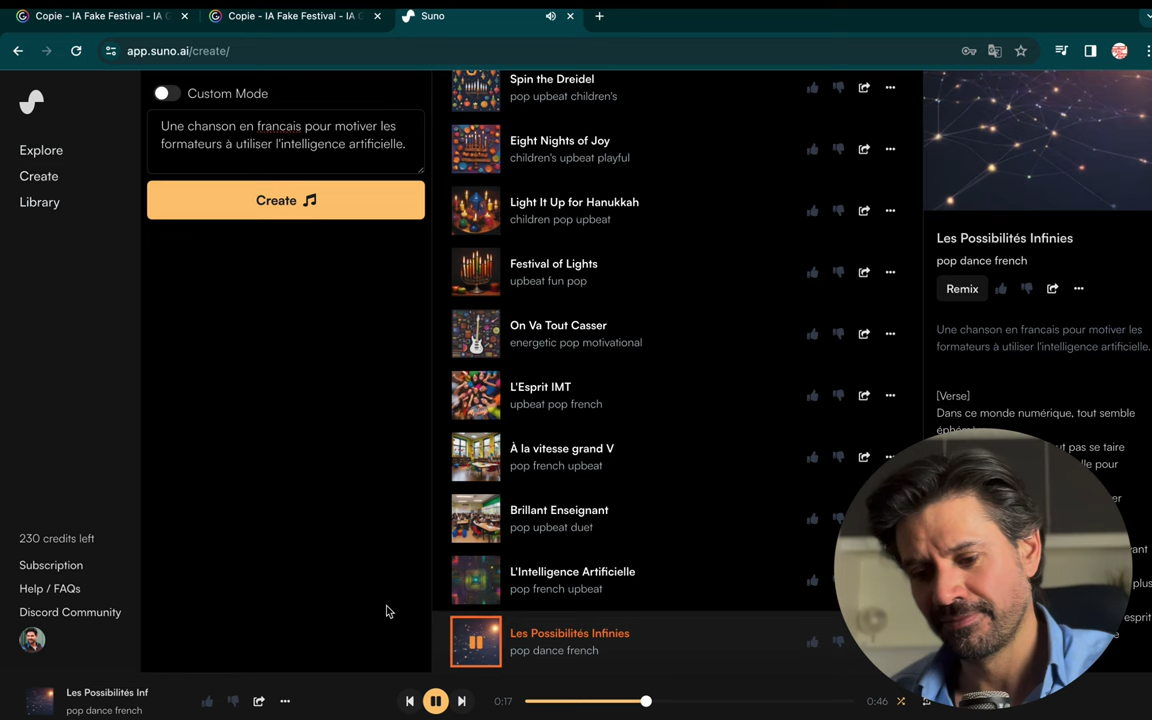 Copie - IA Fake Festival - IA C
Copie - IA Fake Festival - IA C
Suno
app.suno.ai/create/
Explore
Create
Library
230 credits left
Subscription
Help / FAQs
Discord Community
Custom Mode
Une chanson en francais pour motiver les
formateurs à utiliser l'intelligence artificielle.
Create
Spin the Dreidel
pop upbeat children's
Eight Nights of Joy
children's upbeat playful
Light It Up for Hanukkah
children pop upbeat
Festival of Lights
upbeat fun pop
On Va Tout Casser
energetic pop motivational
L'Esprit IMT
upbeat pop french
À la vitesse grand V
pop french upbeat
Brillant Enseignant
pop upbeat duet
L'Intelligence Artificielle
pop french upbeat
Les Possibilités Infinies
pop dance french
Les Possibilités Infinies
pop dance french
Remix
Une chanson en francais pour motiver les
formateurs à utiliser l'intelligence artificielle.
[Verse]
Dans ce monde numérique, tout semble
pas se taire
pour
plus
Les Possibilités Inf
pop dance french
0:17
0:46